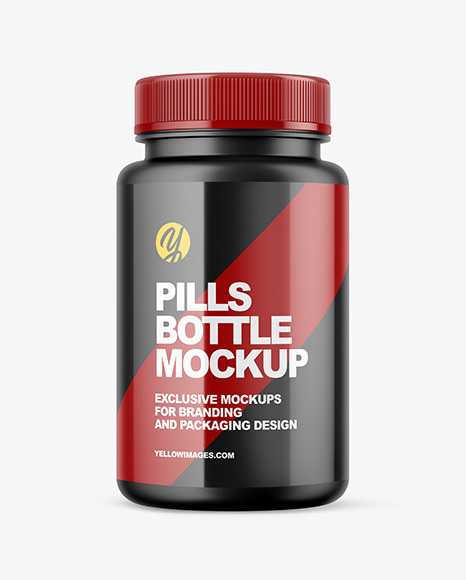 Y
PILLS
BOTTLE
MOCKUP
EXCLUSIVE MOCKUPS
FOR BRANDING
AND PACKAGING DESIGN
YELLOWIMAGES.COM